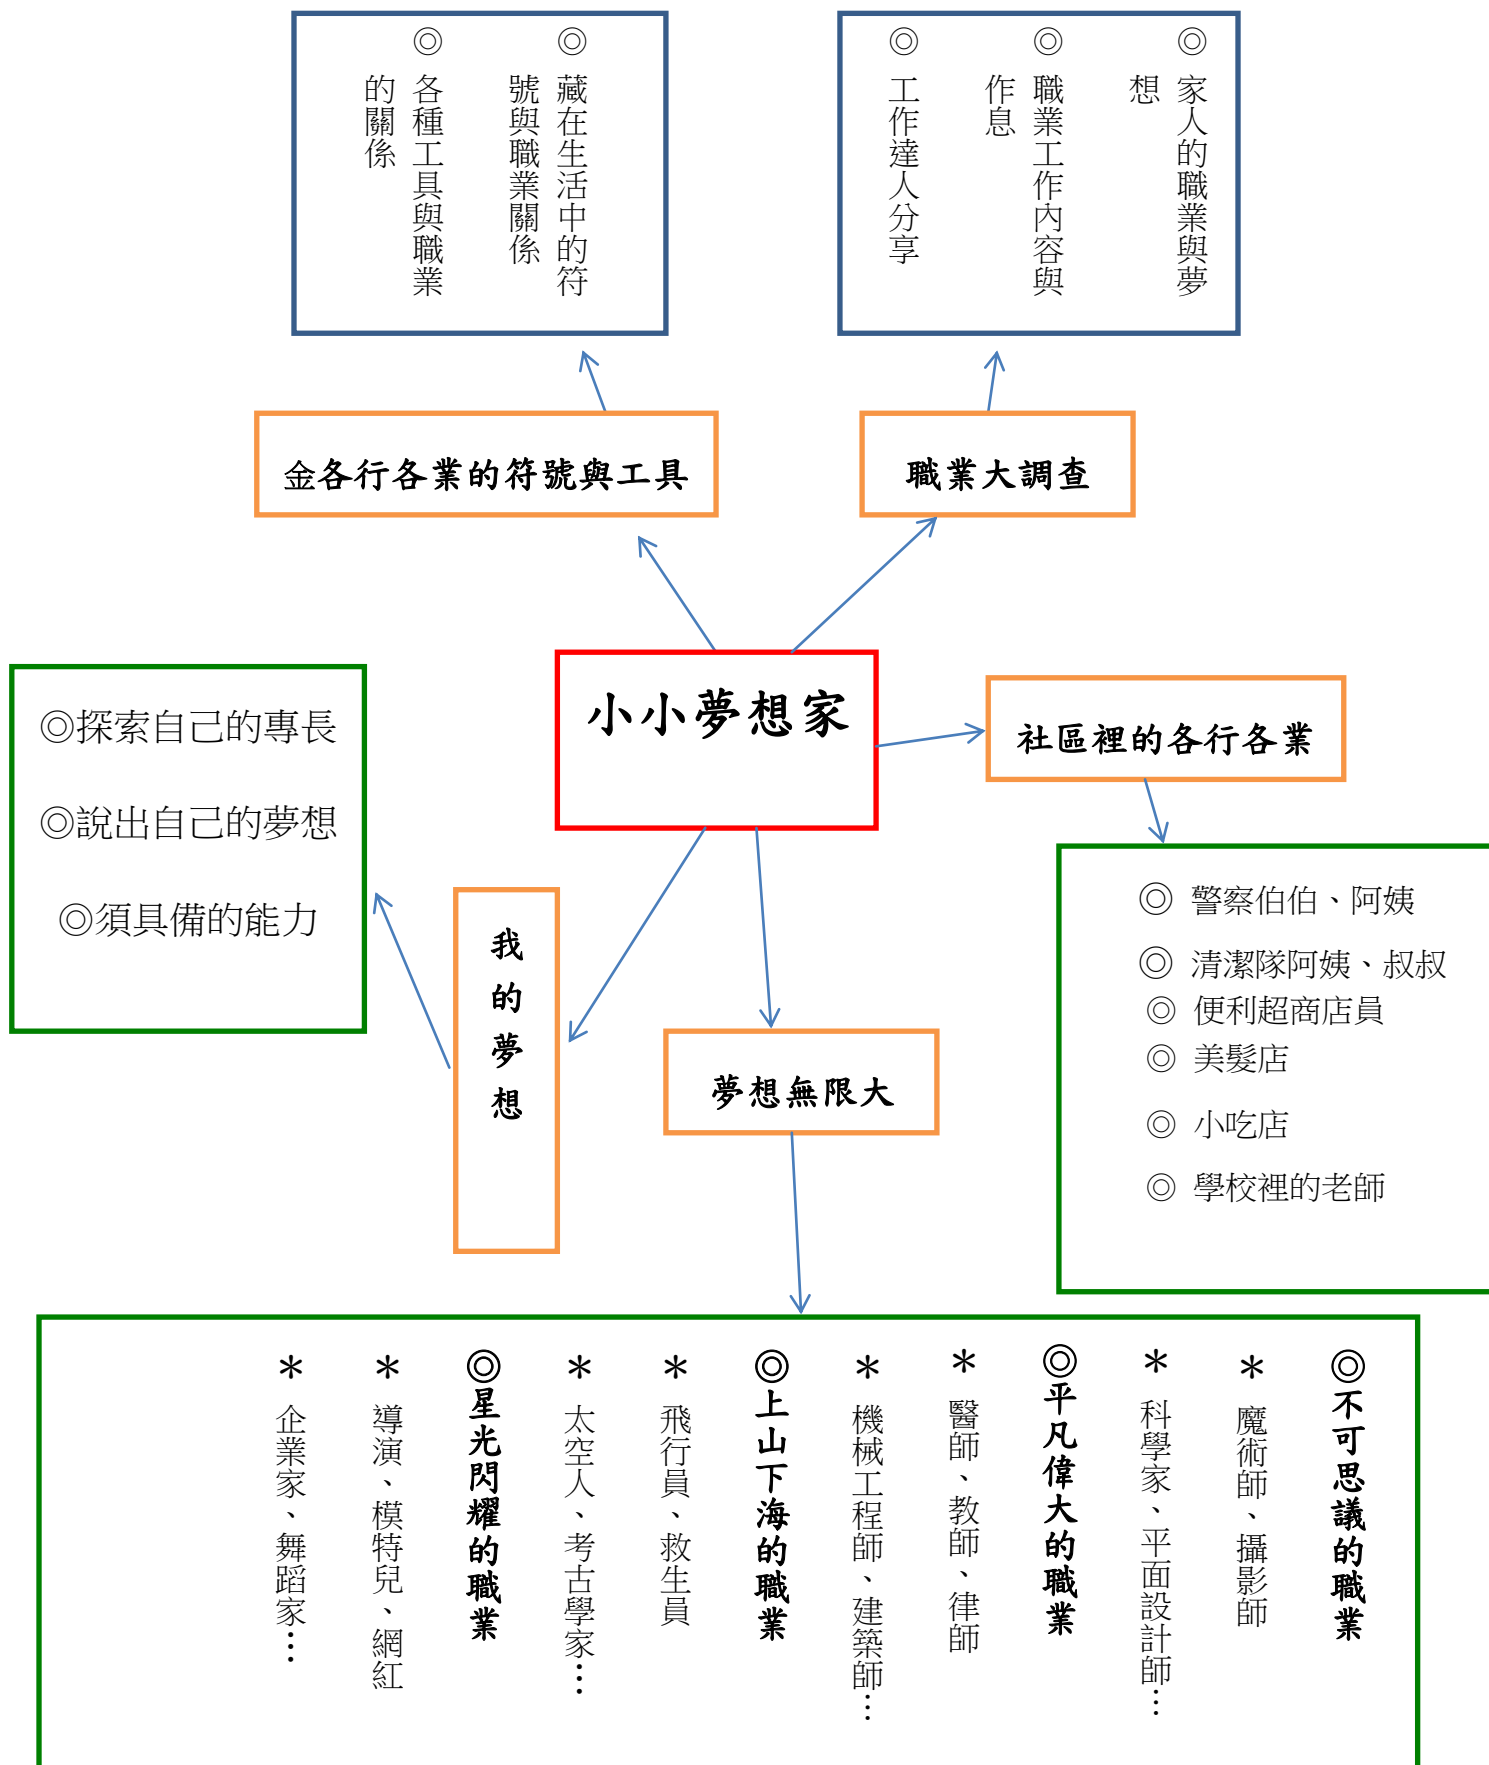 ◎ 藏在生活中的符
號與職業關係
◎ 各種工具與職業
的關係
◎ 家人的職業與夢
想
◎ 職業工作內容與
作息
◎ 工作達人分享
金各行各業的符號與工具
職業大調查
小小夢想家
社區裡的各行各業
◎探索自己的專長
◎說出自己的夢想
◎須具備的能力
我的夢想
夢想無限大
◎ 警察伯伯、阿姨
◎ 清潔隊阿姨、叔叔
◎ 便利超商店員
◎ 美髮店
◎ 小吃店
◎ 學校裡的老師
◎不可思議的職業
* 魔術師、攝影師
* 科學家、平面設計師…
◎平凡偉大的職業
* 醫師、教師、律師
* 機械工程師、建築師…
◎上山下海的職業
* 飛行員、救生員
* 太空人、考古學家…
◎星光閃耀的職業
* 導演、模特兒、網紅
* 企業家、舞蹈家…